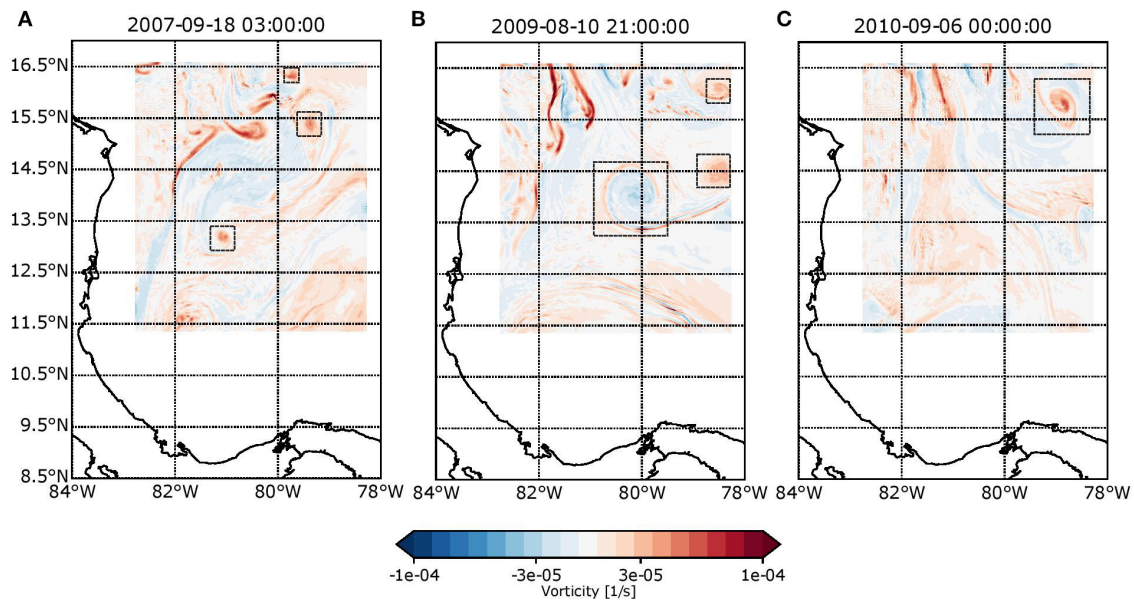 A
2007-09-18 03:00:00
B
2009-08-10 21:00:00
C
2010-09-06 00:00:00
16.5°N
15.5°N
14.5°N
13.5°N
12.5°N
11.5°N
10.5°N
9.5°N
8.5°N
84°W 82°W 80°W 78°W
84°W 82°W 80°W 78°W
84°W 82°W 80°W 78°W
-1e-04 -3e-05 3e-05 1e-04
Vorticity [1/s]